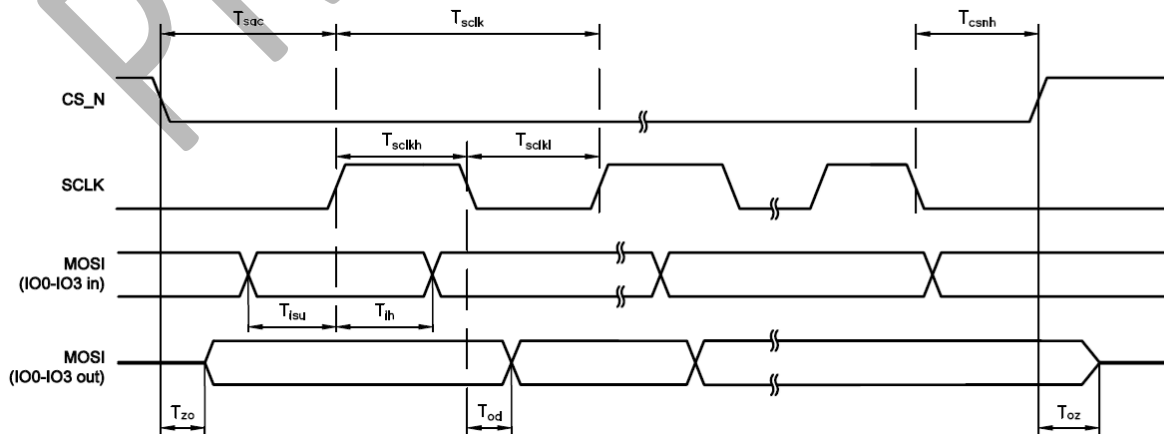 Tsac
Tsclk
Tcsnh
CS_N
Tsclkh
Tsclkl
SCLK
MOSI
(IO0-IO3 in)
Tisu
Tih
MOSI
(IO0-IO3 out)
Tzo
Tod
Toz